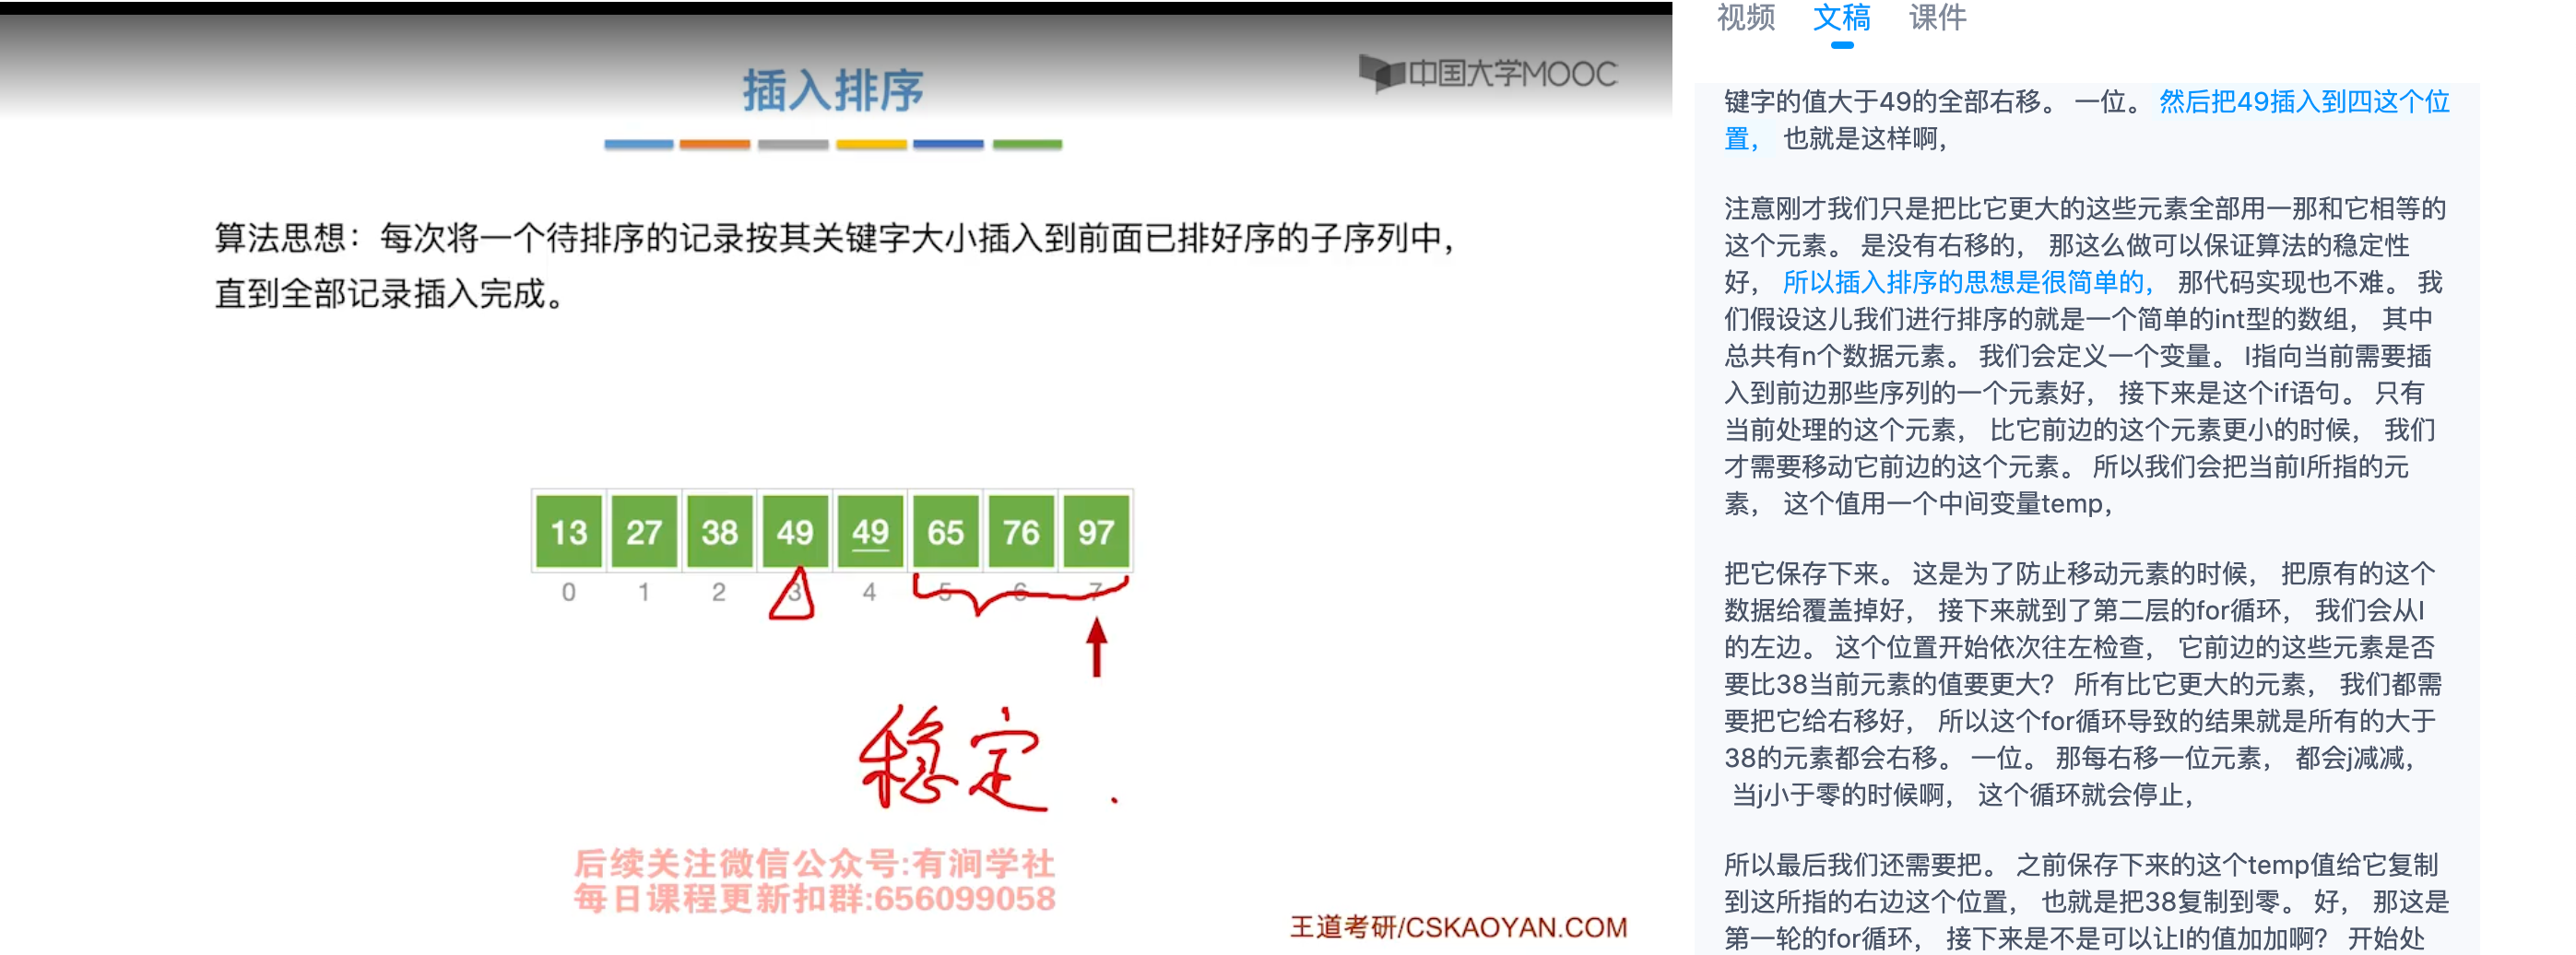 插入排序
中国大学MOOC
算法思想：每次将一个待排序的记录按其关键字大小插入到前面已排好序的子序列中，
直到全部记录插入完成。
13 27 38 49 49 65 76 97
0 1 2 3 4 5 6 7
稳定.
后续关注微信公众号:有涧学社
每日课程更新扣群:656099058
王道考研/CSKAOYAN.COM
视频 文稿 课件
键字的值大于49的全部右移。 一位。 然后把49插入到四这个位
置， 也就是这样啊，
注意刚才我们只是把比它更大的这些元素全部用一那和它相等的
这个元素。 是没有右移的， 那这么做可以保证算法的稳定性
好， 所以插入排序的思想是很简单的， 那代码实现也不难。 我
们假设这儿我们进行排序的就是一个简单的int型的数组， 其中
总共有n个数据元素。 我们会定义一个变量。 I指向当前需要插
入到前边那些序列的一个元素好， 接下来是这个if语句。 只有
当前处理的这个元素， 比它前边的这个元素更小的时候， 我们
才需要移动它前边的这个元素。 所以我们会把当前I所指的元
素， 这个值用一个中间变量temp，
把它保存下来。 这是为了防止移动元素的时候， 把原有的这个
数据给覆盖掉好， 接下来就到了第二层的for循环， 我们会从I
的左边。 这个位置开始依次往左检查， 它前边的这些元素是否
要比38当前元素的值要更大？ 所有比它更大的元素， 我们都需
要把它给右移好， 所以这个for循环导致的结果就是所有的大于
38的元素都会右移。 一位。 那每右移一位元素， 都会j减减，
当j小于零的时候啊， 这个循环就会停止，
所以最后我们还需要把。 之前保存下来的这个temp值给它复制
到这所指的右边这个位置， 也就是把38复制到零。 好， 那这是
第一轮的for循环， 接下来是不是可以让I的值加加啊？ 开始处